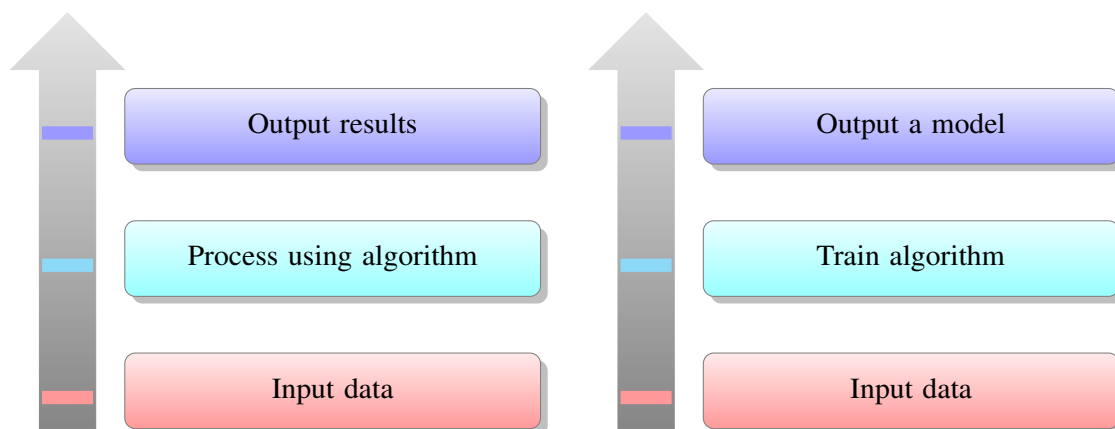 Output results
Process using algorithm
Input data
Output a model
Train algorithm
Input data